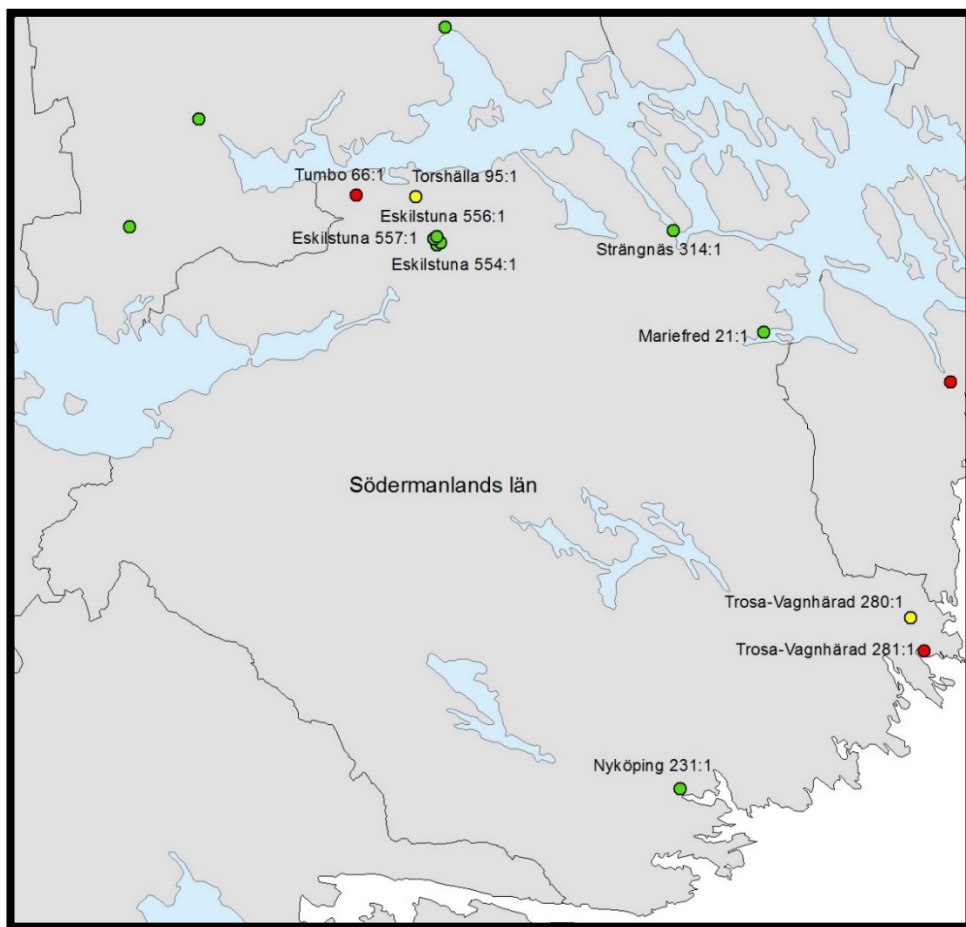 Tumbo 66:1
Torshälla 95:1
Eskilstuna 556:1
Eskilstuna 557:1
Eskilstuna 554:1
Strängnäs 314:1
Mariefred 21:1
Södermanlands län
Trosa-Vagnhärad 280:1
Trosa-Vagnhärad 281:1
Nyköping 231:1